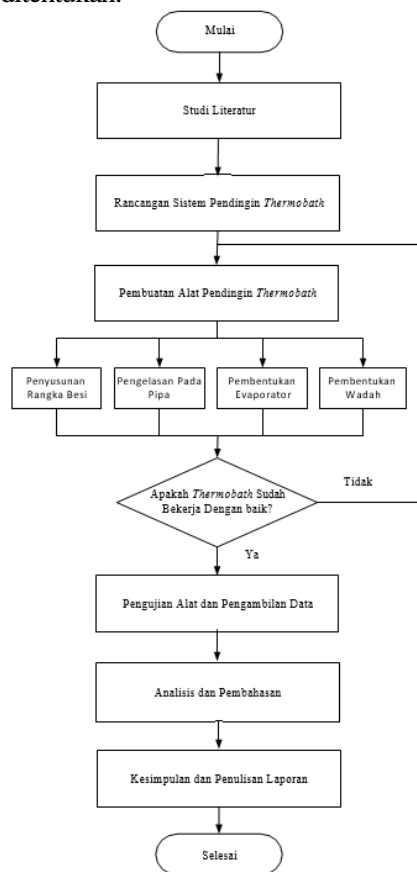 ditentukan.
Mulai
Studi Literatur
Rancangan Sistem Pendingin Thermobath
Pembuatan Alat Pendingin Thermobath
Penyusunan
Rangka Besi
Pengelasan Pada
Pipa
Pembentukan
Evaporator
Pembentukan
Wadah
Apakah Thermobath Sudah
Bekerja Dengan baik?
Tidak
Ya
Pengujian Alat dan Pengambilan Data
Analisis dan Pembahasan
Kesimpulan dan Penulisan Laporan
Selesai